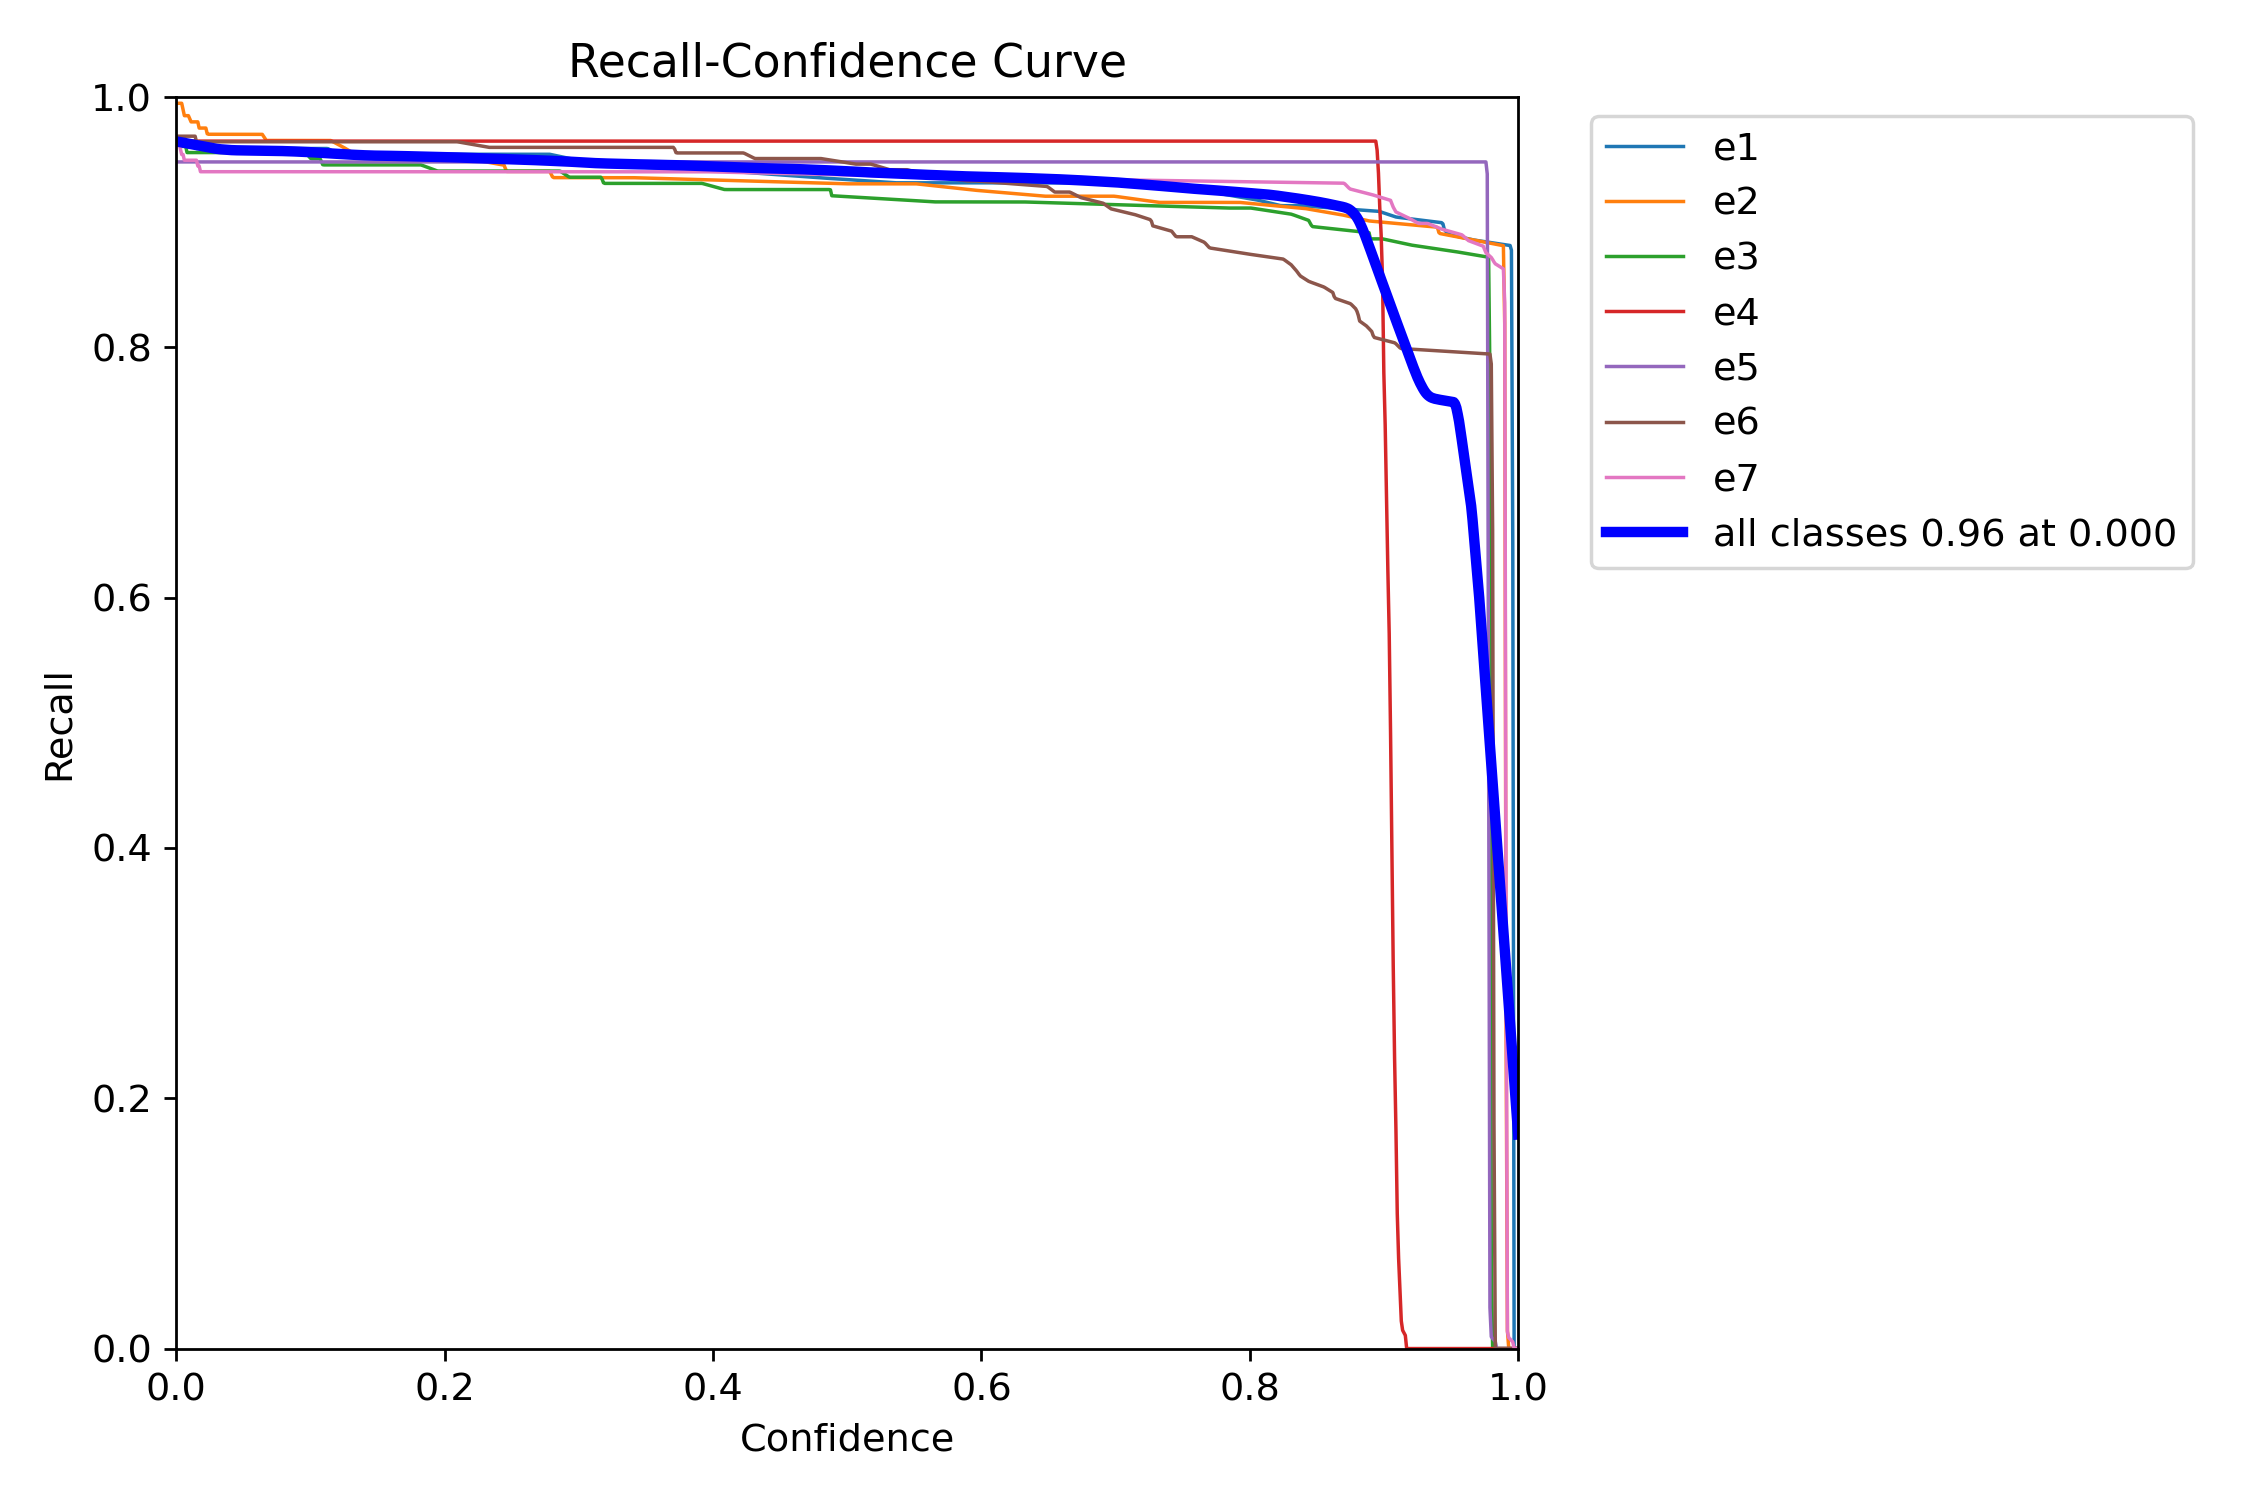 Recall-Confidence Curve
1.0
0.8
0.6
0.4
0.2
0.0
Recall
0.0 0.2 0.4 0.6 0.8 1.0
Confidence
e1
e2
e3
e4
e5
e6
e7
all classes 0.96 at 0.000